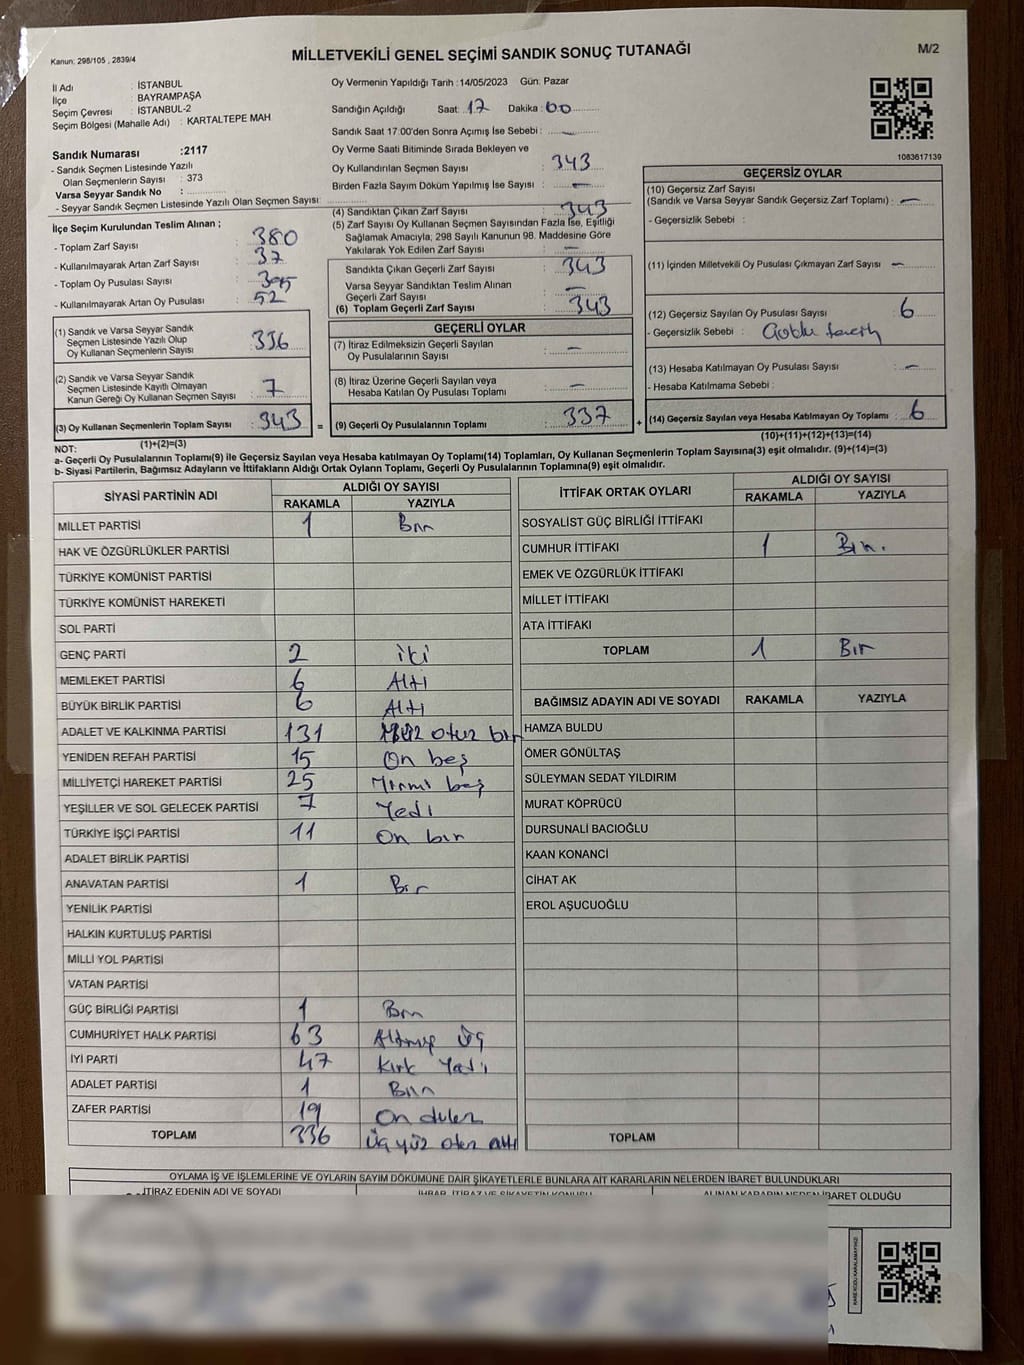 Kanun: 298/105 , 2839/4
MİLLETVEKİLİ GENEL SEÇİMİ SANDIK SONUÇ TUTANAĞI
M/2
İl Adı : İSTANBUL
İlçe : BAYRAMPAŞA
Seçim Çevresi : İSTANBUL-2
Seçim Bölgesi (Mahalle Adı) : KARTALTEPE MAH
Sandık Numarası :2117
- Sandık Seçmen Listesinde Yazılı
Olan Seçmenlerin Sayısı : 373
Varsa Seyyar Sandık No :
- Seyyar Sandık Seçmen Listesinde Yazılı Olan Seçmen Sayısı:
Oy Vermenin Yapıldığı Tarih :14/05/2023 Gün: Pazar
Sandığın Açıldığı Saat: 17 Dakika : 00
Sandık Saat 17.00'den Sonra Açımış İse Sebebi : —
Oy Verme Saati Bitiminde Sırada Bekleyen ve
Oy Kullandırılan Seçmen Sayısı : 343
Birden Fazla Sayım Döküm Yapılmış İse Sayısı : —
1083617139
İlçe Seçim Kurulundan Teslim Alınan ;
- Toplam Zarf Sayısı : 380
- Kullanılmayarak Artan Zarf Sayısı : 37
- Toplam Oy Pusulası Sayısı : 395
- Kullanılmayarak Artan Oy Pusulası : 52
(4) Sandıktan Çıkan Zarf Sayısı : 343
(5) Zarf Sayısı Oy Kullanan Seçmen Sayısından Fazla İse, Eşitliği
Sağlamak Amacıyla; 298 Sayılı Kanunun 98. Maddesine Göre
Yakılarak Yok Edilen Zarf Sayısı : —
Sandıkta Çıkan Geçerli Zarf Sayısı : 343
Varsa Seyyar Sandıktan Teslim Alınan
Geçerli Zarf Sayısı : —
(6) Toplam Geçerli Zarf Sayısı : 343
GEÇERSİZ OYLAR
(10) Geçersiz Zarf Sayısı
(Sandık ve Varsa Seyyar Sandık Geçersiz Zarf Toplamı) : —
- Geçersizlik Sebebi :
(11) İçinden Milletvekili Oy Pusulası Çıkmayan Zarf Sayısı : —
(12) Geçersiz Sayılan Oy Pusulası Sayısı : 6
- Geçersizlik Sebebi :
(13) Hesaba Katılmayan Oy Pusulası Sayısı : —
- Hesaba Katılmama Sebebi :
(14) Geçersiz Sayılan veya Hesaba Katılmayan Oy Toplamı : 6
(10)+(11)+(12)+(13)=(14)
(1) Sandık ve Varsa Seyyar Sandık
Seçmen Listesinde Yazılı Olup
Oy Kullanan Seçmenlerin Sayısı : 336
(2) Sandık ve Varsa Seyyar Sandık
Seçmen Listesinde Kayıtlı Olmayan
Kanun Gereği Oy Kullanan Seçmen Sayısı : 7
(3) Oy Kullanan Seçmenlerin Toplam Sayısı : 343 =
(1)+(2)=(3)
GEÇERLİ OYLAR
(7) İtiraz Edilmeksizin Geçerli Sayılan
Oy Pusulalarının Sayısı : —
(8) İtiraz Üzerine Geçerli Sayılan veya
Hesaba Katılan Oy Pusulası Toplamı : —
(9) Geçerli Oy Pusulalarının Toplamı : 337 +
NOT:
a- Geçerli Oy Pusulalarının Toplamı(9) ile Geçersiz Sayılan veya Hesaba katılmayan Oy Toplamı(14) Toplamları, Oy Kullanan Seçmenlerin Toplam Sayısına(3) eşit olmalıdır. (9)+(14)=(3)
b- Siyasi Partilerin, Bağımsız Adayların ve İttifakların Aldığı Ortak Oyların Toplamı, Geçerli Oy Pusulalarının Toplamına(9) eşit olmalıdır.
SİYASİ PARTİNİN ADI ALDIĞI OY SAYISI
RAKAMLA YAZIYLA
MİLLET PARTİSİ 1 Bir
HAK VE ÖZGÜRLÜKLER PARTİSİ
TÜRKİYE KOMÜNİST PARTİSİ
TÜRKİYE KOMÜNİST HAREKETİ
SOL PARTİ
GENÇ PARTİ 2 iki
MEMLEKET PARTİSİ 6 Altı
BÜYÜK BİRLİK PARTİSİ 6 Altı
ADALET VE KALKINMA PARTİSİ 131 Yüz otuz bir
YENİDEN REFAH PARTİSİ 15 On beş
MİLLİYETÇİ HAREKET PARTİSİ 25 Yirmi beş
YEŞİLLER VE SOL GELECEK PARTİSİ 7 Yedi
TÜRKİYE İŞÇİ PARTİSİ 11 On bir
ADALET BİRLİK PARTİSİ
ANAVATAN PARTİSİ 1 Bir
YENİLİK PARTİSİ
HALKIN KURTULUŞ PARTİSİ
MİLLİ YOL PARTİSİ
VATAN PARTİSİ
GÜÇ BİRLİĞİ PARTİSİ 1 Bir
CUMHURİYET HALK PARTİSİ 63 Altmış üç
İYİ PARTİ 47 Kırk Yedi
ADALET PARTİSİ 1 Bir
ZAFER PARTİSİ 19 On dokuz
TOPLAM 336 Üçyüz otuz altı
İTTİFAK ORTAK OYLARI ALDIĞI OY SAYISI
RAKAMLA YAZIYLA
SOSYALİST GÜÇ BİRLİĞİ İTTİFAKI
CUMHUR İTTİFAKI 1 Bir.
EMEK VE ÖZGÜRLÜK İTTİFAKI
MİLLET İTTİFAKI
ATA İTTİFAKI
TOPLAM 1 Bir
BAĞIMSIZ ADAYIN ADI VE SOYADI RAKAMLA YAZIYLA
HAMZA BULDU
ÖMER GÖNÜLTAŞ
SÜLEYMAN SEDAT YILDIRIM
MURAT KÖPRÜCÜ
DURSUNALİ BACIOĞLU
KAAN KONANCİ
CİHAT AK
EROL AŞUCUOĞLU
TOPLAM
OYLAMA İŞ VE İŞLEMLERİNE VE OYLARIN SAYIM DÖKÜMÜNE DAİR ŞİKAYETLERLE BUNLARA AİT KARARLARIN NELERDEN İBARET BULUNDUKLARI
İTİRAZ EDENİN ADI VE SOYADI İHBAR, İTİRAZ VE ŞİKAYETİN KONUSU ALINAN KARARIN NEDEN İBARET OLDUĞU
KAREKODU KARALAMAYINIZ!